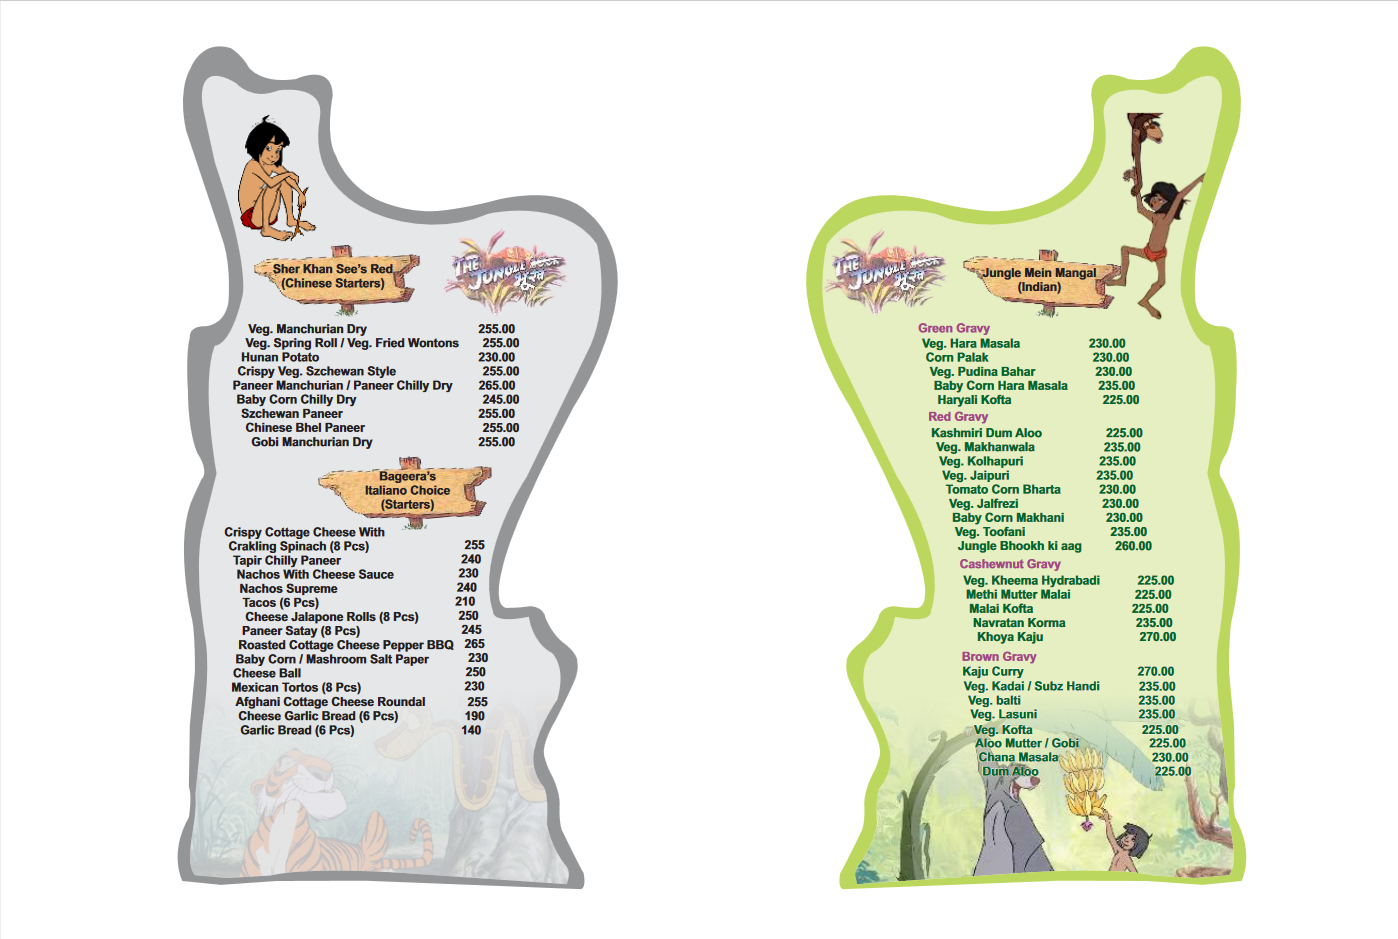 Sher Khan See's Red
(Chinese Starters)
THE
JUNGLE BOOK
भूख
Veg. Manchurian Dry 255.00
Veg. Spring Roll / Veg. Fried Wontons 255.00
Hunan Potato 230.00
Crispy Veg. Szchewan Style 255.00
Paneer Manchurian / Paneer Chilly Dry 265.00
Baby Corn Chilly Dry 245.00
Szchewan Paneer 255.00
Chinese Bhel Paneer 255.00
Gobi Manchurian Dry 255.00
Bageera's
Italiano Choice
(Starters)
Crispy Cottage Cheese With
Crakling Spinach (8 Pcs) 255
Tapir Chilly Paneer 240
Nachos With Cheese Sauce 230
Nachos Supreme 240
Tacos (6 Pcs) 210
Cheese Jalapone Rolls (8 Pcs) 250
Paneer Satay (8 Pcs) 245
Roasted Cottage Cheese Pepper BBQ 265
Baby Corn / Mashroom Salt Paper 230
Cheese Ball 250
Mexican Tortos (8 Pcs) 230
Afghani Cottage Cheese Roundal 255
Cheese Garlic Bread (6 Pcs) 190
Garlic Bread (6 Pcs) 140
THE
JUNGLE BOOK
भूख
Jungle Mein Mangal
(Indian)
Green Gravy
Veg. Hara Masala 230.00
Corn Palak 230.00
Veg. Pudina Bahar 230.00
Baby Corn Hara Masala 235.00
Haryali Kofta 225.00
Red Gravy
Kashmiri Dum Aloo 225.00
Veg. Makhanwala 235.00
Veg. Kolhapuri 235.00
Veg. Jaipuri 235.00
Tomato Corn Bharta 230.00
Veg. Jalfrezi 230.00
Baby Corn Makhani 230.00
Veg. Toofani 235.00
Jungle Bhookh ki aag 260.00
Cashewnut Gravy
Veg. Kheema Hydrabadi 225.00
Methi Mutter Malai 225.00
Malai Kofta 225.00
Navratan Korma 235.00
Khoya Kaju 270.00
Brown Gravy
Kaju Curry 270.00
Veg. Kadai / Subz Handi 235.00
Veg. balti 235.00
Veg. Lasuni 235.00
Veg. Kofta 225.00
Aloo Mutter / Gobi 225.00
Chana Masala 230.00
Dum Aloo 225.00